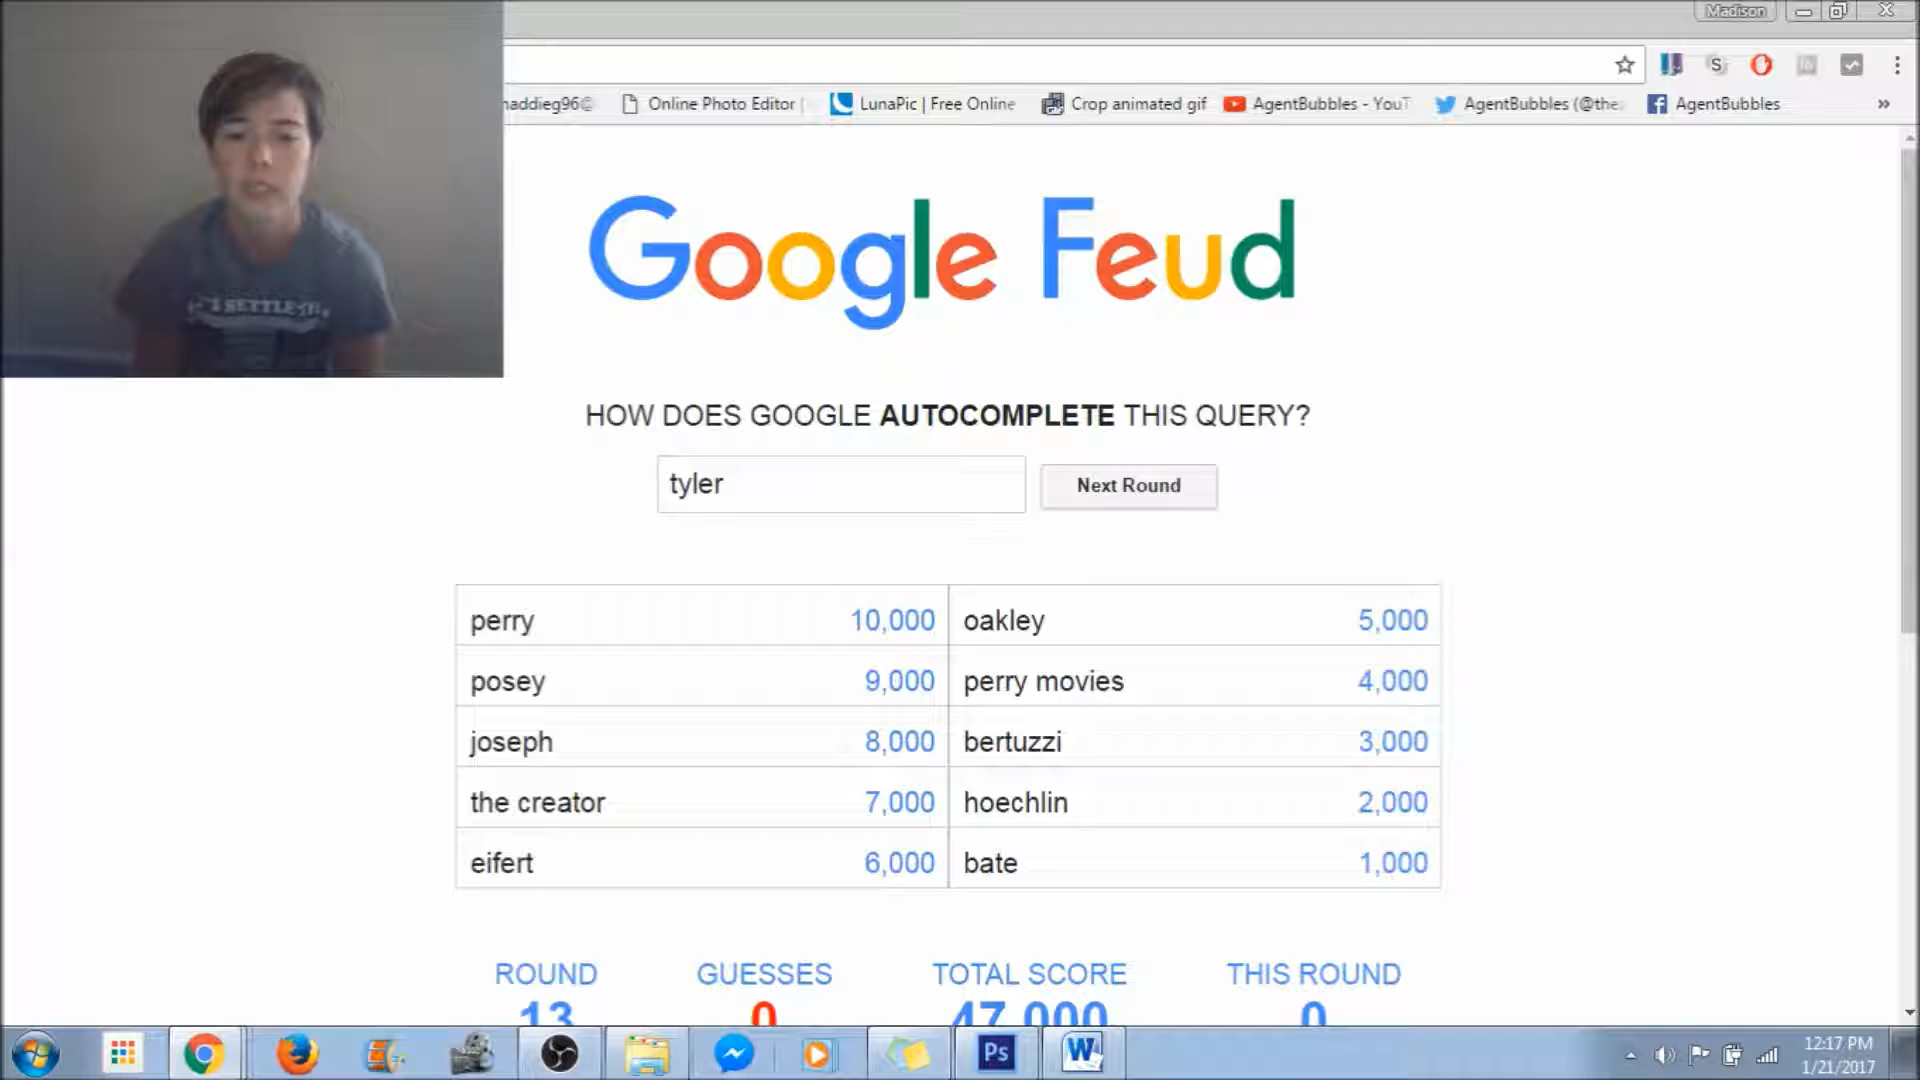 Madison
naddieg96@
Online Photo Editor
LunaPic | Free Online
Crop animated gif
AgentBubbles - YouT
AgentBubbles (@the
AgentBubbles
»
Google Feud
HOW DOES GOOGLE AUTOCOMPLETE THIS QUERY?
tyler
Next Round
perry 10,000 oakley 5,000
posey 9,000 perry movies 4,000
joseph 8,000 bertuzzi 3,000
the creator 7,000 hoechlin 2,000
eifert 6,000 bate 1,000
ROUND GUESSES TOTAL SCORE THIS ROUND
13 0 47,000 0
I SETTLE
Ps
W
12:17 PM
1/21/2017